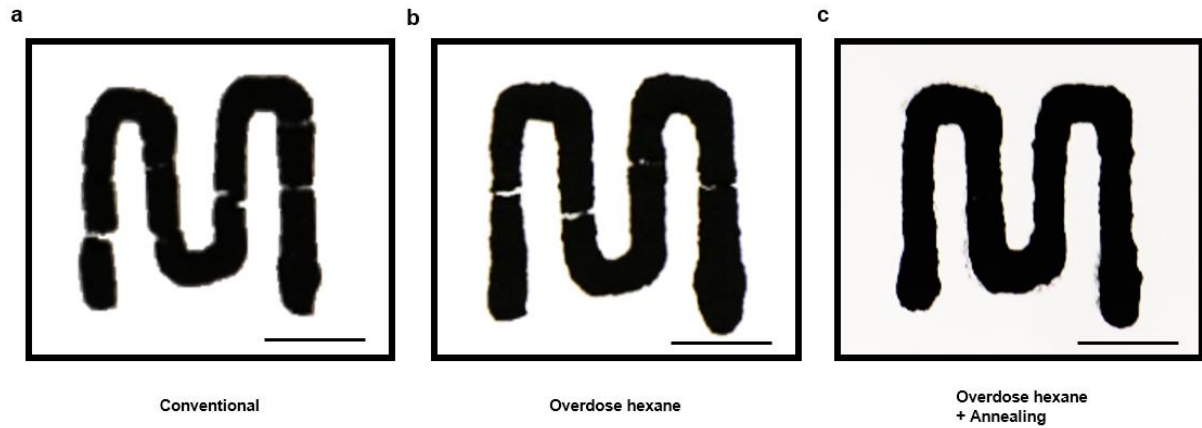 a
b
c
Conventional
Overdose hexane
Overdose hexane
+ Annealing